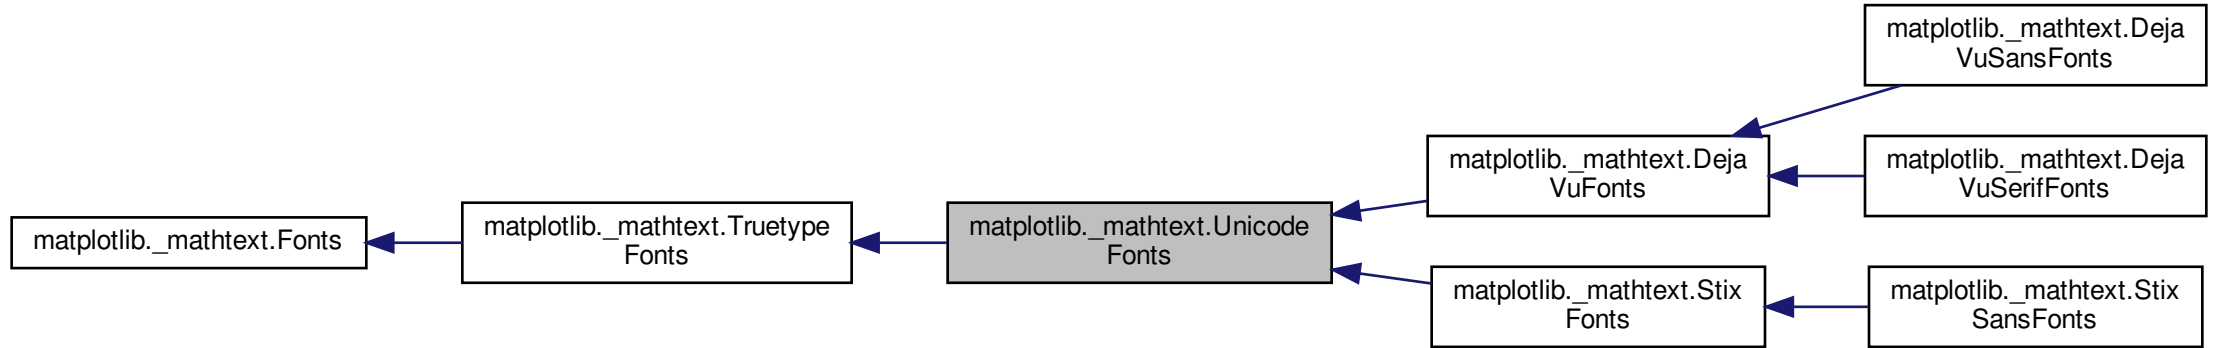 matplotlib._mathtext.Fonts
matplotlib._mathtext.Truetype
Fonts
matplotlib._mathtext.Unicode
Fonts
matplotlib._mathtext.Deja
VuFonts
matplotlib._mathtext.Stix
Fonts
matplotlib._mathtext.Deja
VuSansFonts
matplotlib._mathtext.Deja
VuSerifFonts
matplotlib._mathtext.Stix
SansFonts